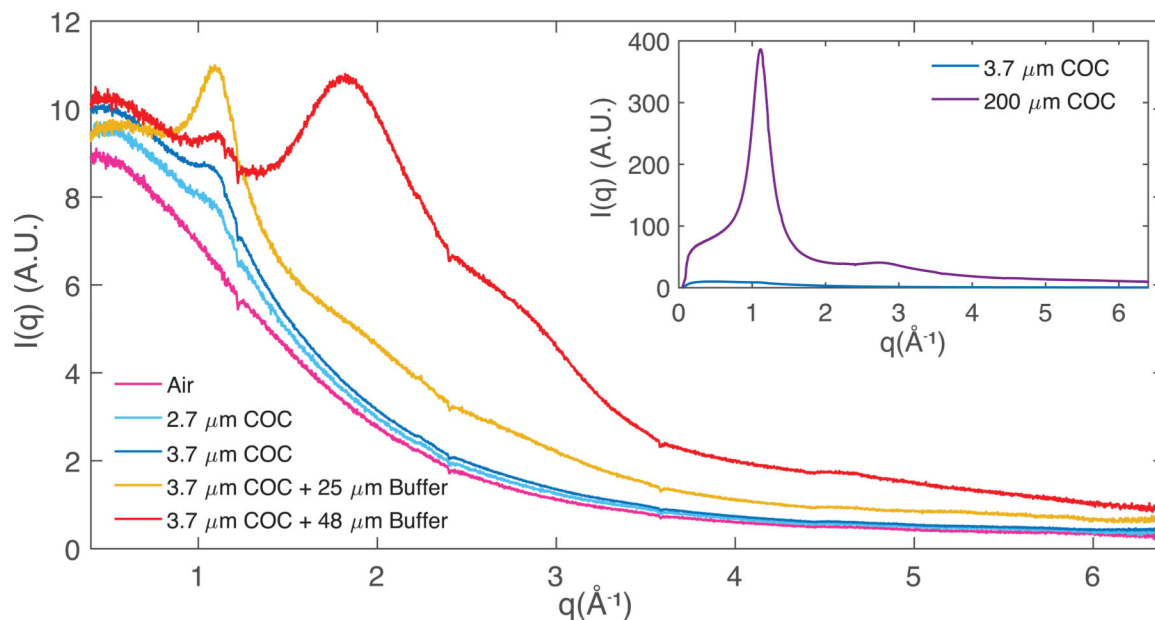 12
10
8
6
4
2
0
I(q) (A.U.)
1
2
3
4
5
6
q(Å⁻¹)
Air
2.7 μm COC
3.7 μm COC
3.7 μm COC + 25 μm Buffer
3.7 μm COC + 48 μm Buffer
400
300
200
100
0
I(q) (A.U.)
0
1
2
3
4
5
6
q(Å⁻¹)
3.7 μm COC
200 μm COC